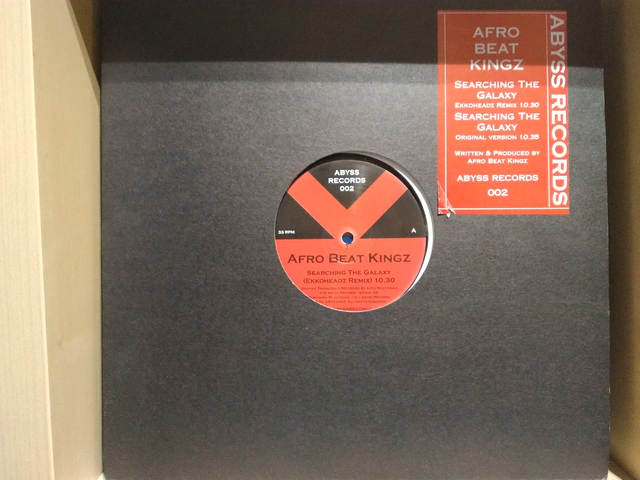 AFRO
BEAT
KINGZ
SEARCHING THE
GALAXY
EKKOHEADZ REMIX 10.30
SEARCHING THE
GALAXY
ORIGINAL VERSION 10.35
WRITTEN & PRODUCED BY
AFRO BEAT KINGZ
ABYSS RECORDS
002
ABYSS RECORDS
ABYSS
RECORDS
002
33 RPM
A
AFRO BEAT KINGZ
SEARCHING THE GALAXY
(EKKOHEADZ REMIX) 10.30